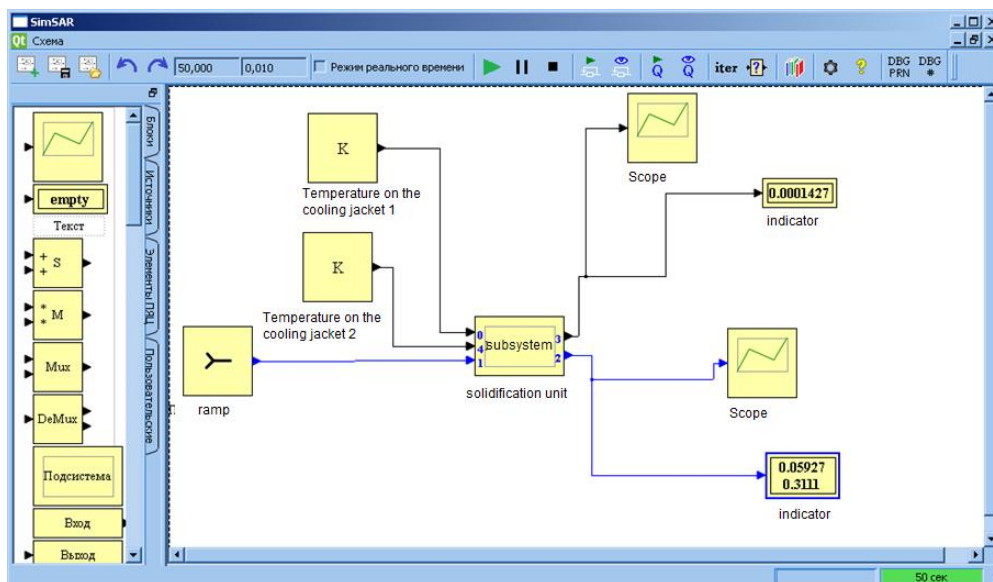 SimSAR
Qt Схема
50,000 0,010 Режим реального времени iter ? Q Q ? DBG PRN DBG #
empty
Текст
+ S
+
* M
*
Mux
DeMux
Подсистема
Вход
Выход
Блоки
Источники
Элементы ПЯЦ
Пользовательские
K
Temperature on the
cooling jacket 1
K
Temperature on the
cooling jacket 2
ramp
0
4
1
subsystem
3
2
solidification unit
Scope
0.0001427
indicator
Scope
0.05927
0.3111
indicator
50 сек